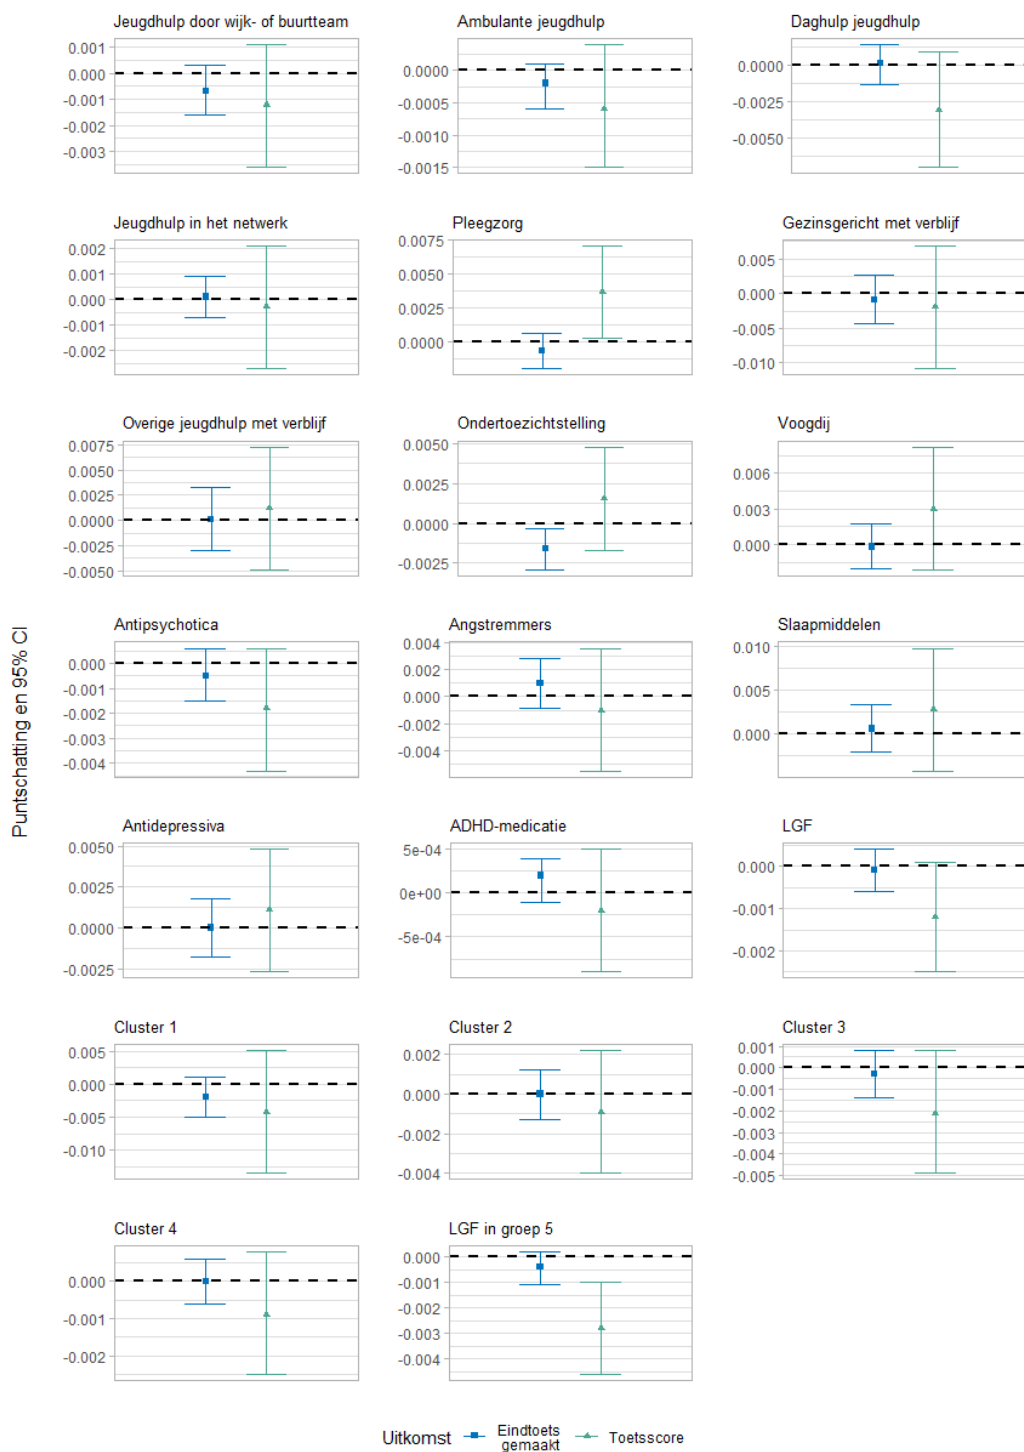 Jeugdhulp door wijk- of buurtteam
0.001
0.000
-0.001
-0.002
-0.003
Ambulante jeugdhulp
0.0000
-0.0005
-0.0010
-0.0015
Daghulp jeugdhulp
0.0000
-0.0025
-0.0050
Jeugdhulp in het netwerk
0.002
0.001
0.000
-0.001
-0.002
Pleegzorg
0.0075
0.0050
0.0025
0.0000
Gezinsgericht met verblijf
0.005
0.000
-0.005
-0.010
Overige jeugdhulp met verblijf
0.0075
0.0050
0.0025
0.0000
-0.0025
-0.0050
Ondertoezichtstelling
0.0050
0.0025
0.0000
-0.0025
Voogdij
0.006
0.003
0.000
Puntschatting en 95% CI
Antipsychotica
0.000
-0.001
-0.002
-0.003
-0.004
Angstremmers
0.004
0.002
0.000
-0.002
-0.004
Slaapmiddelen
0.010
0.005
0.000
Antidepressiva
0.0050
0.0025
0.0000
-0.0025
ADHD-medicatie
5e-04
0e+00
-5e-04
LGF
0.000
-0.001
-0.002
Cluster 1
0.005
0.000
-0.005
-0.010
Cluster 2
0.002
0.000
-0.002
-0.004
Cluster 3
0.001
0.000
-0.001
-0.002
-0.003
-0.004
-0.005
Cluster 4
0.000
-0.001
-0.002
LGF in groep 5
0.000
-0.001
-0.002
-0.003
-0.004
Uitkomst
Eindtoets
gemaakt
Toetsscore